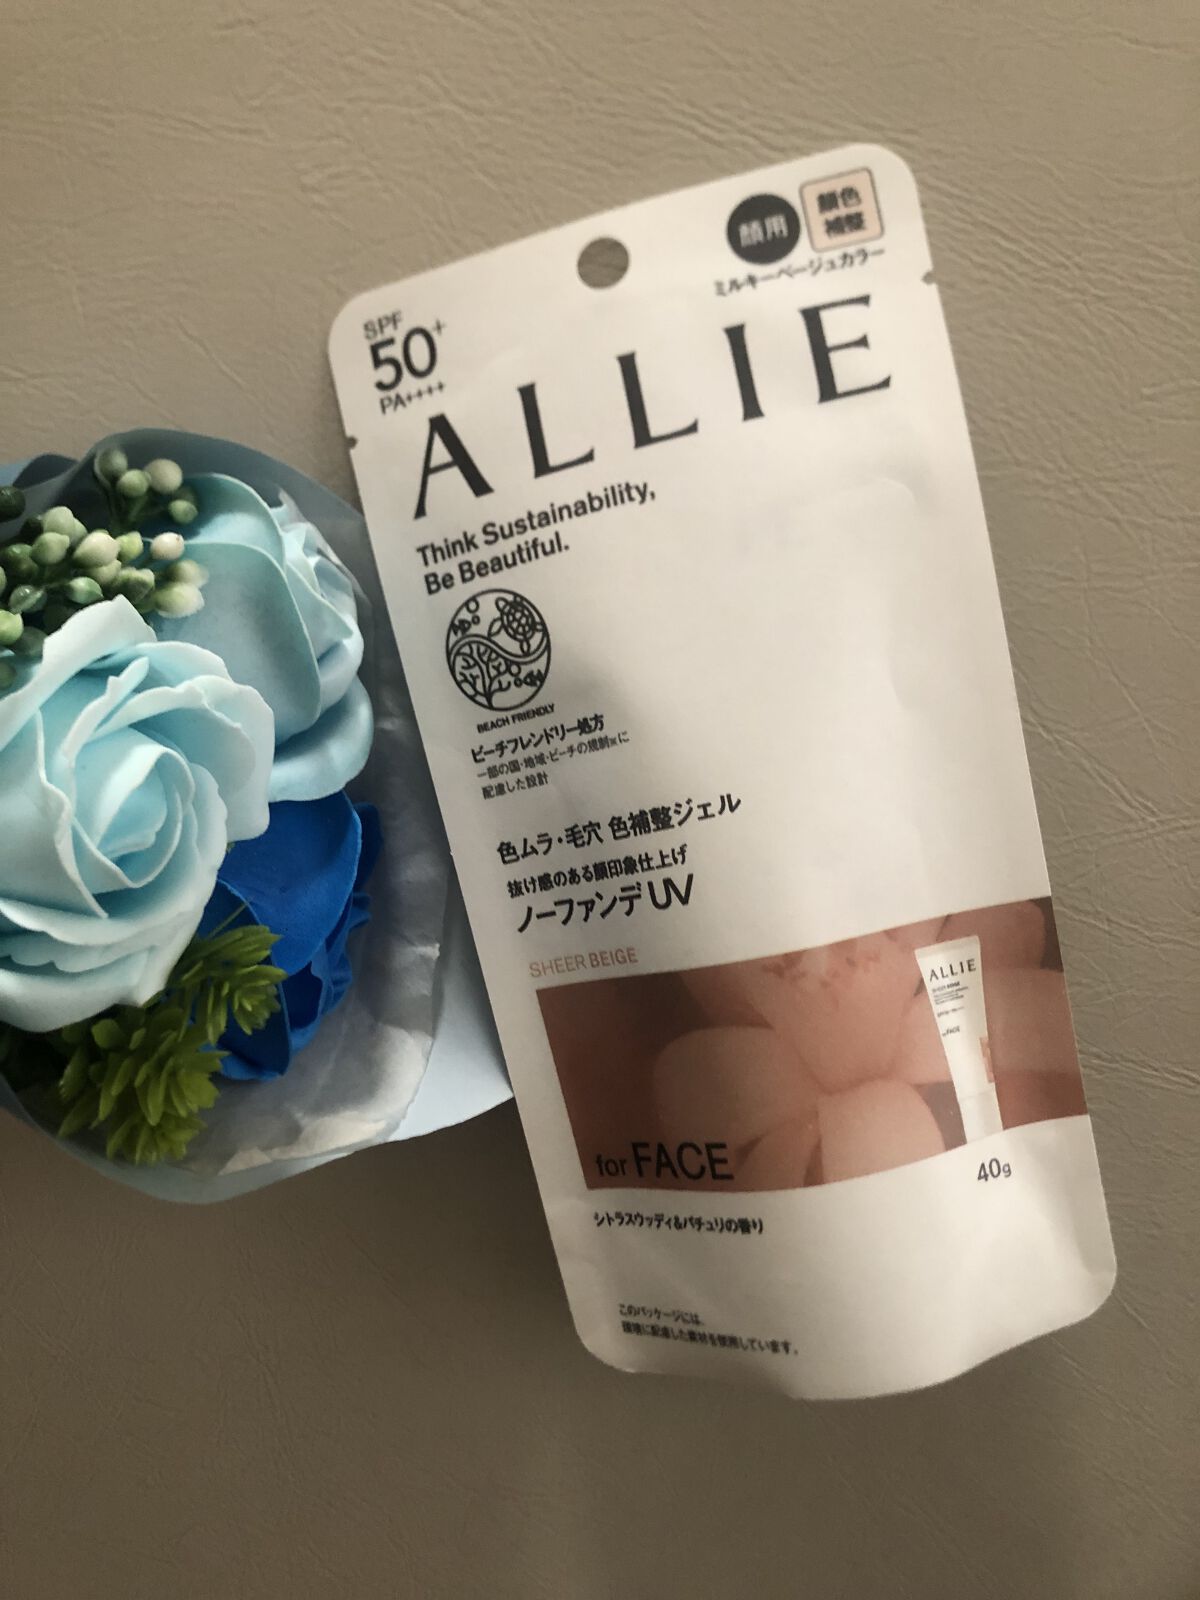 顔用
顔色
補整
ミルキーベージュカラー
SPF
50+
PA++++
ALLIE
Think Sustainability,
Be Beautiful.
BEACH FRIENDLY
ビーチフレンドリー処方
一部の国・地域・ビーチの規制※に
配慮した設計
色ムラ・毛穴 色補整ジェル
抜け感のある顔印象仕上げ
ノーファンデUV
SHEER BEIGE
ALLIE
for FACE
for FACE
40g
シトラスウッディ&パチュリの香り
このパッケージには、
環境に配慮した素材を使用しています。